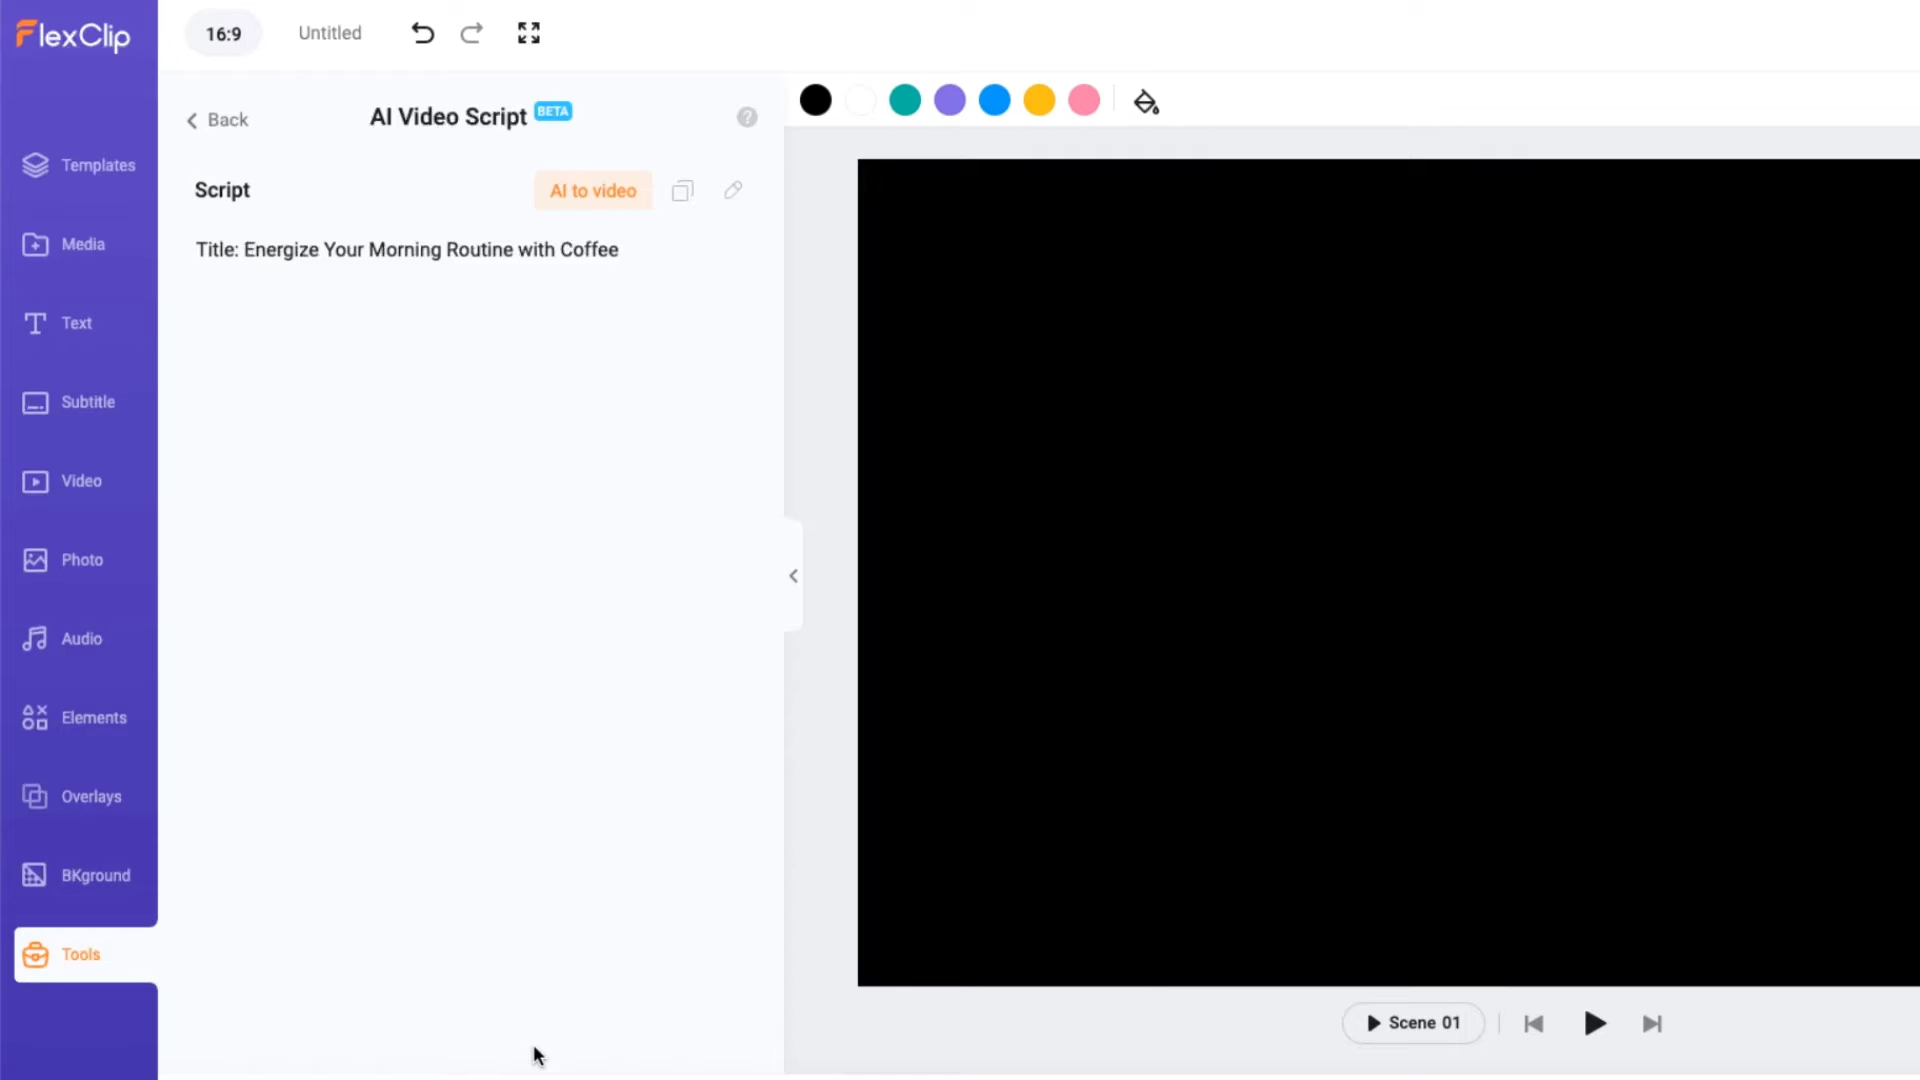 FlexClip
16:9
Untitled
Back
AI Video Script BETA
?
Script
AI to video
Title: Energize Your Morning Routine with Coffee
Templates
Media
Text
Subtitle
Video
Photo
Audio
Elements
Overlays
BKground
Tools
Scene 01